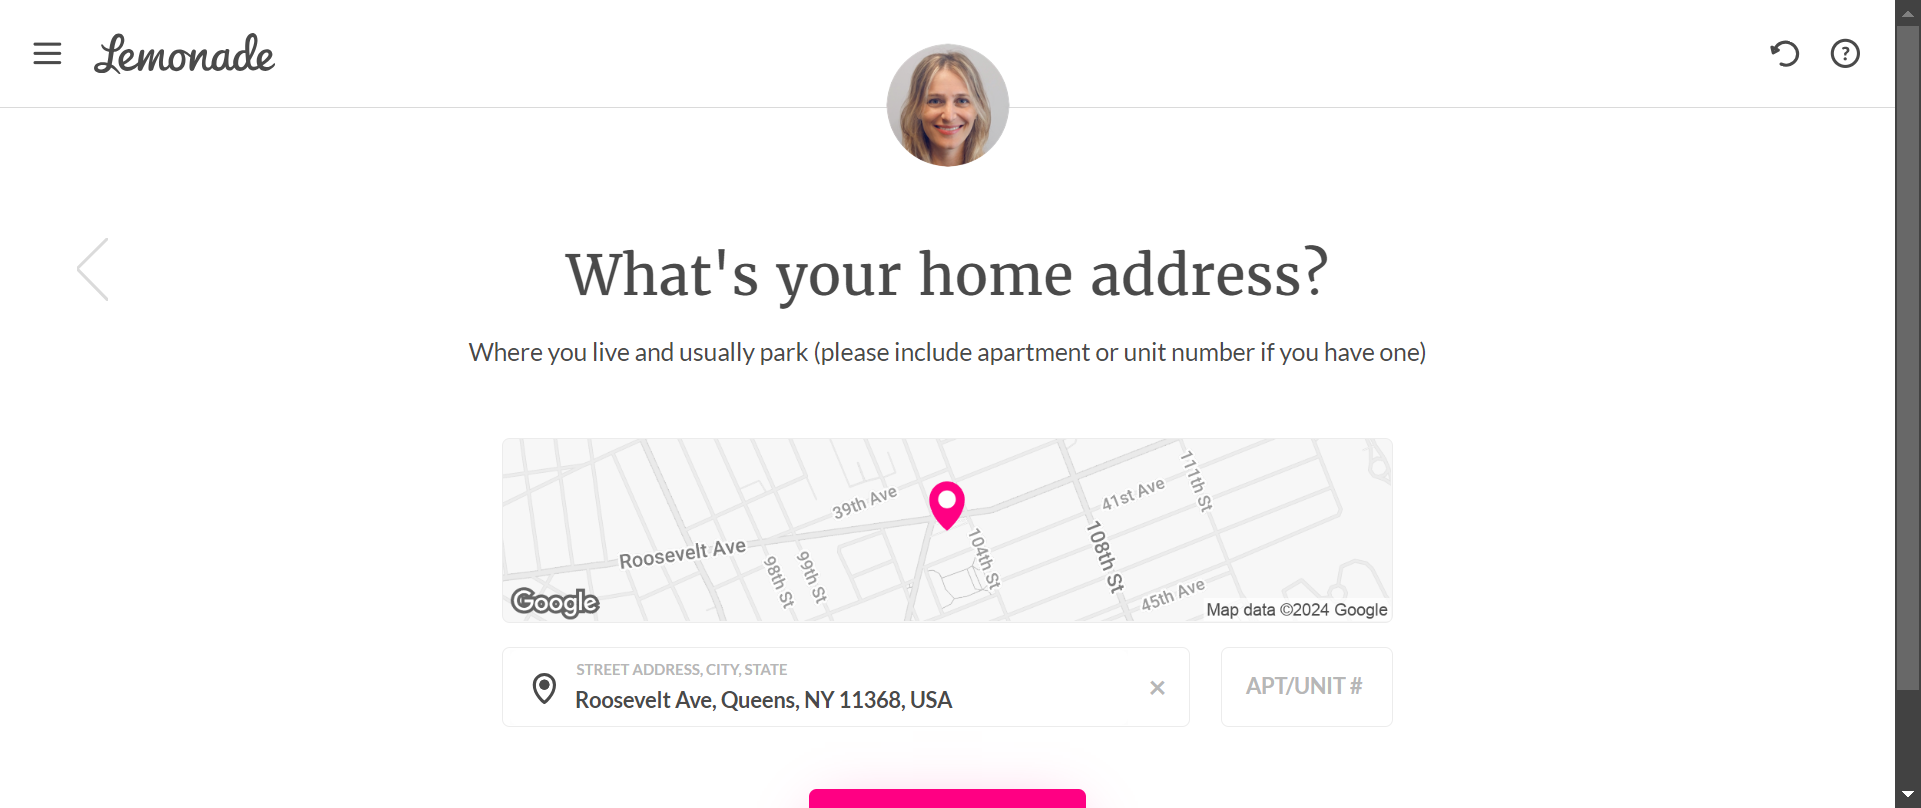 Lemonade
What's your home address?
Where you live and usually park (please include apartment or unit number if you have one)
39th Ave
41st Ave
111th St
Roosevelt Ave
98th St
99th St
104th St
108th St
45th Ave
Google
Map data ©2024 Google
STREET ADDRESS, CITY, STATE
Roosevelt Ave, Queens, NY 11368, USA
APT/UNIT #